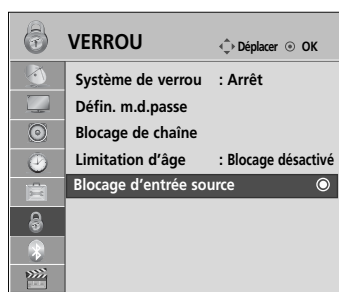 VERROU
Déplacer OK
Système de verrou : Arrêt
Défin. m.d.passe
Blocage de chaîne
Limitation d'âge : Blocage désactivé
Blocage d'entrée source